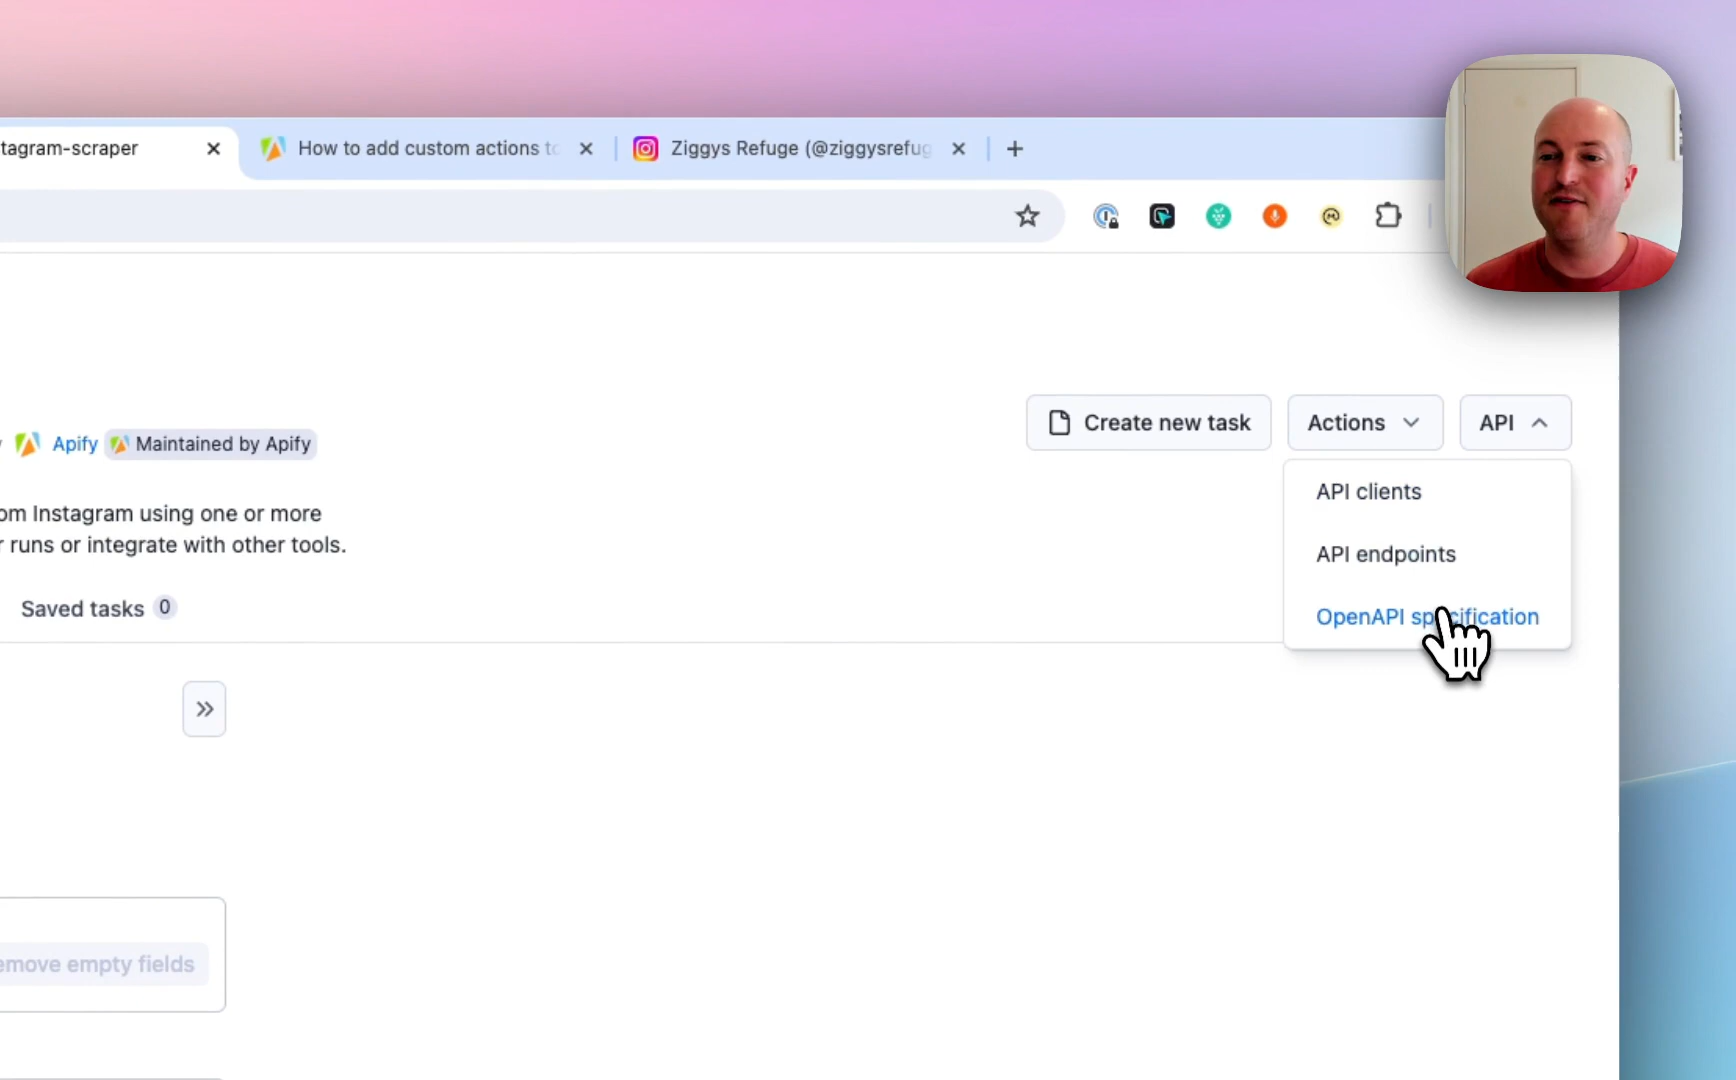 tagram-scraper
How to add custom actions to
Ziggys Refuge (@ziggysrefug
Create new task
Actions
API
Apify
Maintained by Apify
API clients
om Instagram using one or more
r runs or integrate with other tools.
API endpoints
Saved tasks 0
OpenAPI specification
emove empty fields